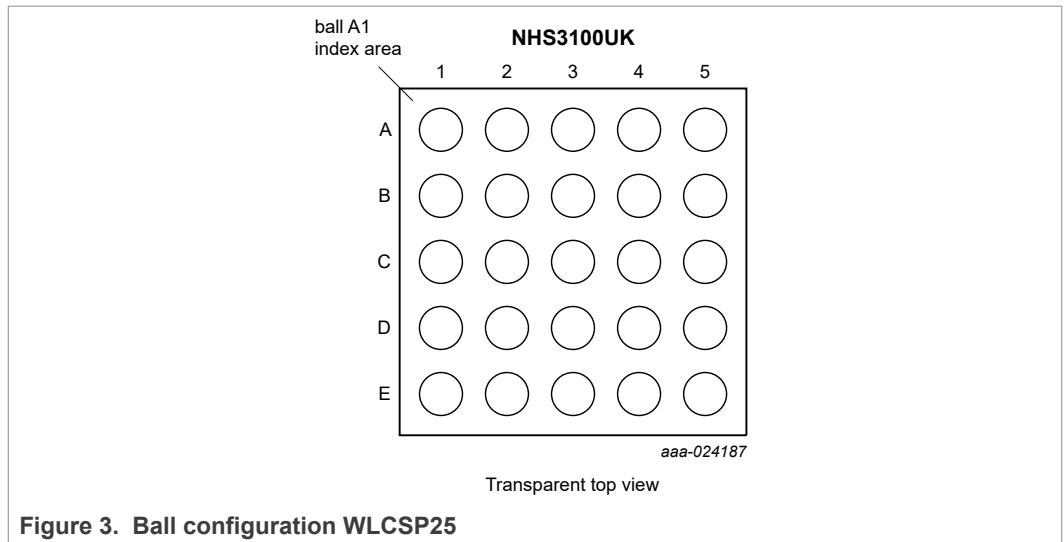 ball A1
index area
NHS3100UK
1 2 3 4 5
A
B
C
D
E
aaa-024187
Transparent top view
Figure 3. Ball configuration WLCSP25